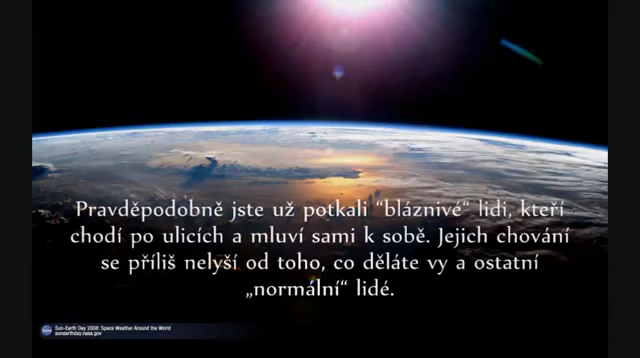 Pravděpodobně jste už potkali “bláznivé“ lidi, kteří
chodí po ulicích a mluví sami k sobě. Jejich chování
se příliš nelyší od toho, co děláte vy a ostatní
„normální“ lidé.
Sun-Earth Day 2008: Space Weather Around the World
sunearthday.nasa.gov